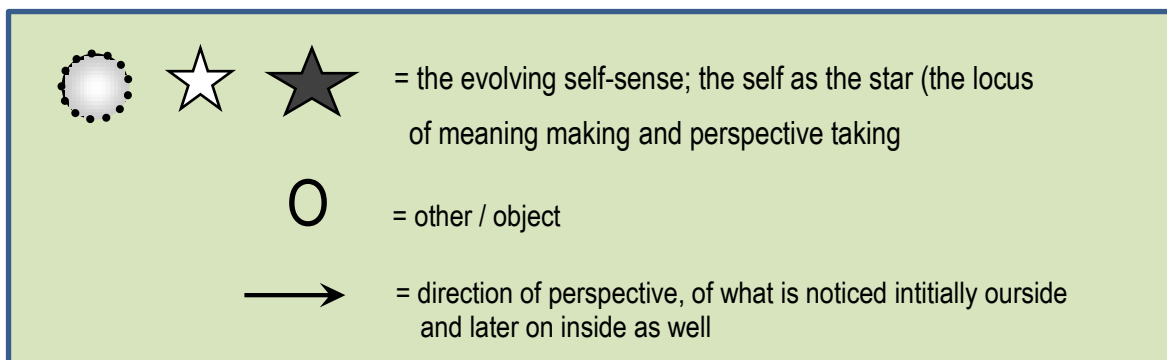 = the evolving self-sense; the self as the star (the locus
of meaning making and perspective taking
O
= other / object
= direction of perspective, of what is noticed intitially ourside
and later on inside as well